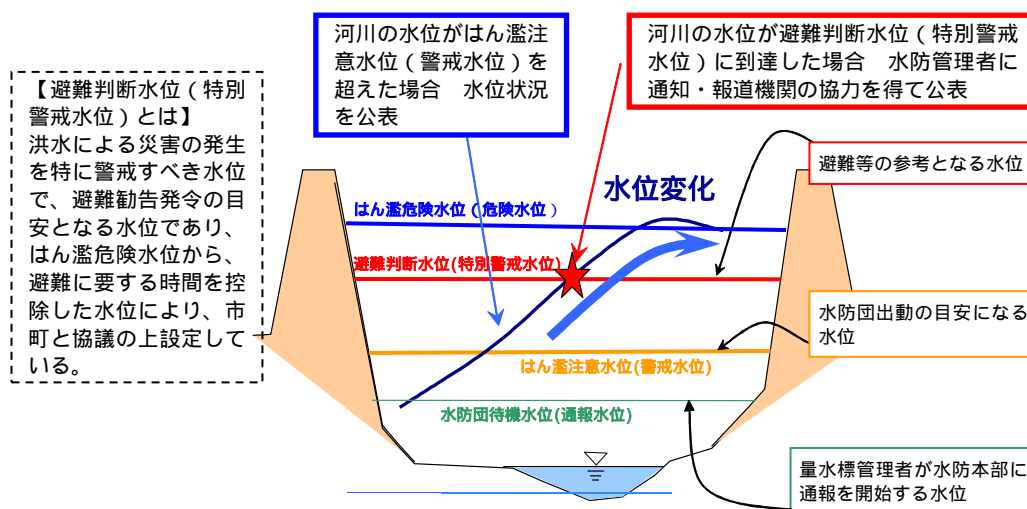 河川の水位がはん濫注
意水位（警戒水位）を
超えた場合　水位状況
を公表
河川の水位が避難判断水位（特別警戒
水位）に到達した場合　水防管理者に
通知・報道機関の協力を得て公表
【避難判断水位（特別
警戒水位）とは】
洪水による災害の発生
を特に警戒すべき水位
で、避難勧告発令の目
安となる水位であり、
はん濫危険水位から、
避難に要する時間を控
除した水位により、市
町と協議の上設定して
いる。
避難等の参考となる水位
水位変化
はん濫危険水位（危険水位）
避難判断水位(特別警戒水位)
水防団出動の目安になる
水位
はん濫注意水位(警戒水位)
水防団待機水位(通報水位)
量水標管理者が水防本部に
通報を開始する水位